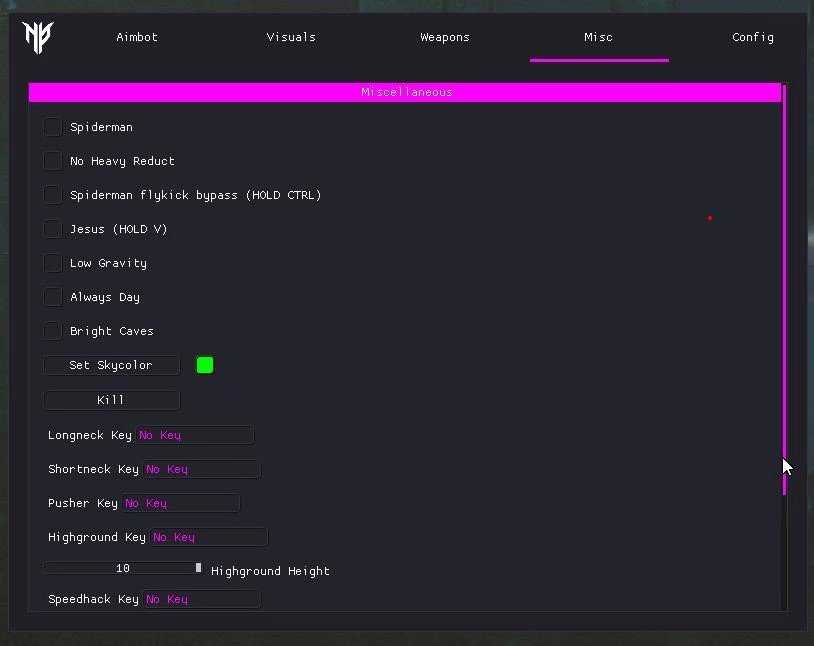 Aimbot Visuals Weapons Misc Config
Miscellaneous
Spiderman
No Heavy Reduct
Spiderman flykick bypass (HOLD CTRL)
Jesus (HOLD V)
Low Gravity
Always Day
Bright Caves
Set Skycolor
Kill
Longneck Key No Key
Shortneck Key No Key
Pusher Key No Key
Highground Key No Key
10 Highground Height
Speedhack Key No Key